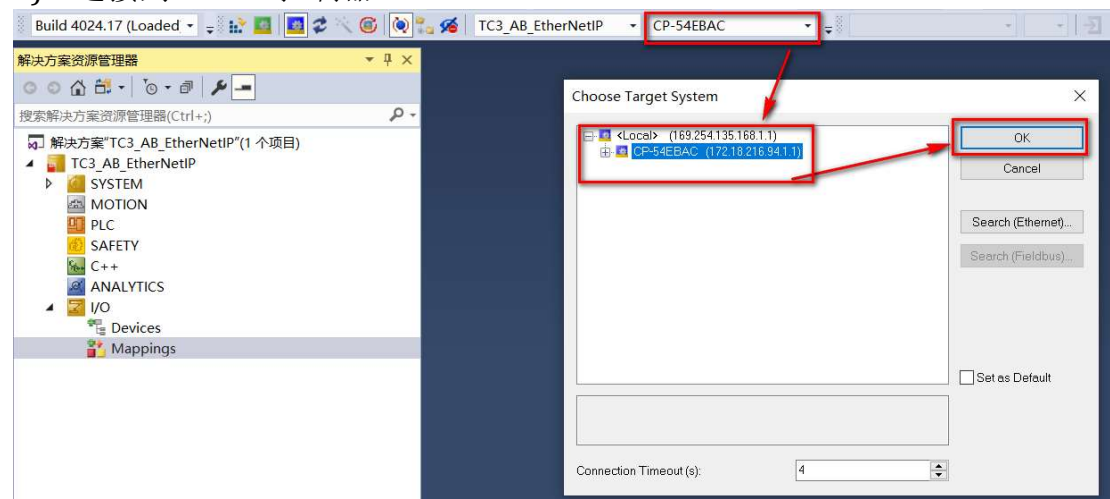 Build 4024.17 (Loaded
TC3_AB_EtherNetIP
CP-54EBAC
解决方案资源管理器
搜索解决方案资源管理器(Ctrl+;)
解决方案"TC3_AB_EtherNetIP"(1 个项目)
TC3_AB_EtherNetIP
SYSTEM
MOTION
PLC
SAFETY
C++
ANALYTICS
I/O
Devices
Mappings
Choose Target System
<Local> (169.254.135.168.1.1)
CP-54EBAC (172.18.216.94.1.1)
OK
Cancel
Search (Ethernet)...
Search (Fieldbus)...
Set as Default
Connection Timeout (s):
4